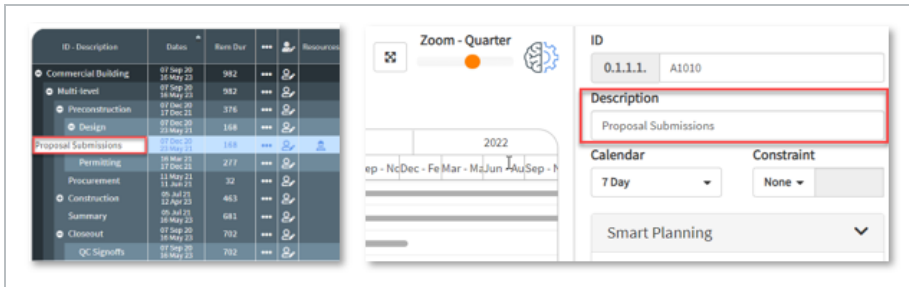 ID - Description Dates Rem Dur ••• Resources
Commercial Building 07 Sep 20 16 May 23 982 •••
Multi-level 07 Sep 20 16 May 23 982 •••
Preconstruction 07 Dec 20 17 Dec 21 376 •••
Design 07 Dec 20 23 May 21 168 •••
Proposal Submissions 07 Dec 20 23 May 21 168 •••
Permitting 16 Mar 21 17 Dec 21 277 •••
Procurement 11 May 21 11 Jun 21 32 •••
Construction 05 Jul 21 12 Apr 23 463 •••
Summary 05 Jul 21 16 May 23 681 •••
Closeout 07 Sep 20 16 May 23 702 •••
QC Signoffs 07 Sep 20 16 May 23 702 •••
Zoom - Quarter
2022
ep - No Dec - Fe Mar - Ma Jun - Au Sep - N
ID
0.1.1.1. A1010
Description
Proposal Submissions
Calendar Constraint
7 Day None
Smart Planning